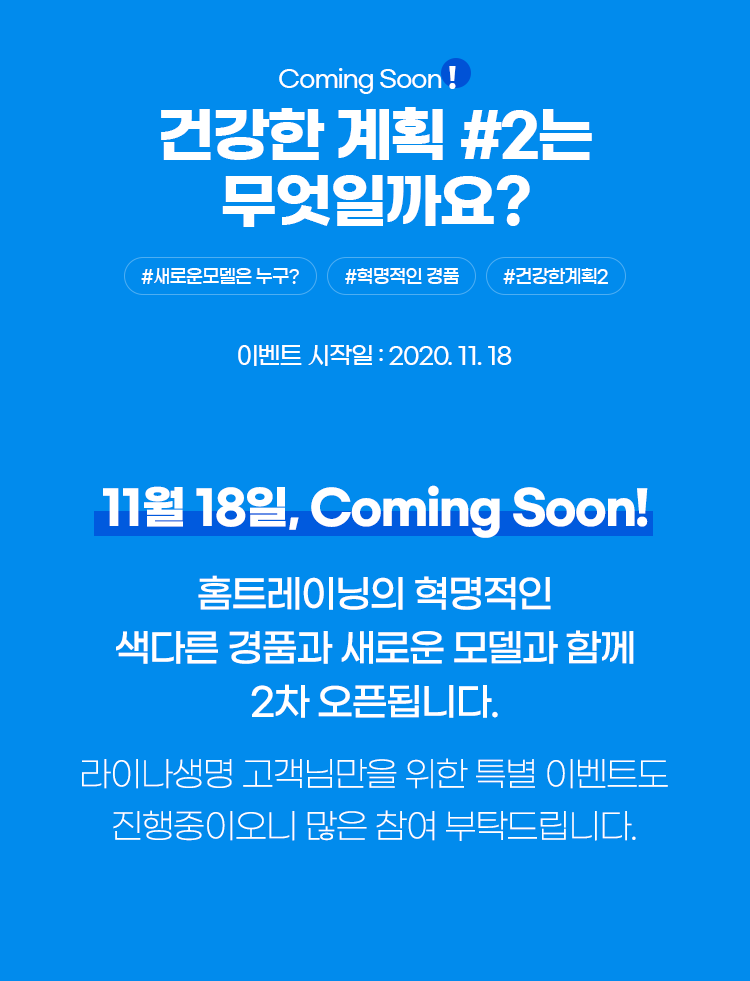 Coming Soon!
건강한 계획 #2는
무엇일까요?
#새로운모델은 누구? #혁명적인 경품 #건강한계획2
이벤트 시작일 : 2020. 11. 18
11월 18일, Coming Soon!
홈트레이닝의 혁명적인
색다른 경품과 새로운 모델과 함께
2차 오픈됩니다.
라이나생명 고객님만을 위한 특별 이벤트도
진행중이오니 많은 참여 부탁드립니다.